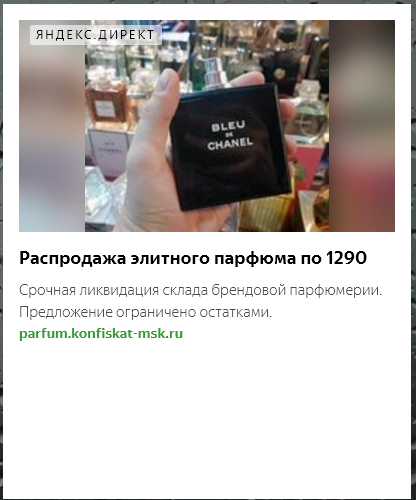 ЯНДЕКС.ДИРЕКТ
BLEU
DE
CHANEL
Распродажа элитного парфюма по 1290
Срочная ликвидация склада брендовой парфюмерии.
Предложение ограничено остатками.
parfum.konfiskat-msk.ru